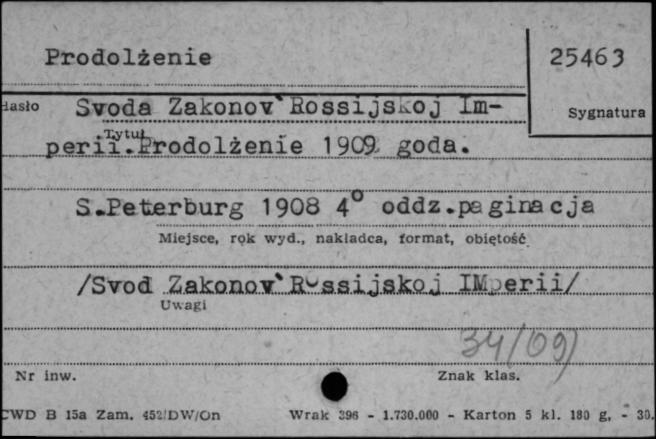 Prodolżenie
25463
Hasło
Svoda Zakonov`Rossijskoj Im-
Sygnatura
Tytuł
perii.Prodolżenie 1909 goda.
S.Peterburg 1908 4° oddz.paginacja
Miejsce, rok wyd., nakładca, format, objętość
/Svod Zakonov`Rossijskoj IMperii/
Uwagi
34/09)
Nr inw.
Znak klas.
CWD B 15a Zam. 452/DW/On Wrak 396 - 1.730.000 - Karton 5 kl. 180 g, - 30.